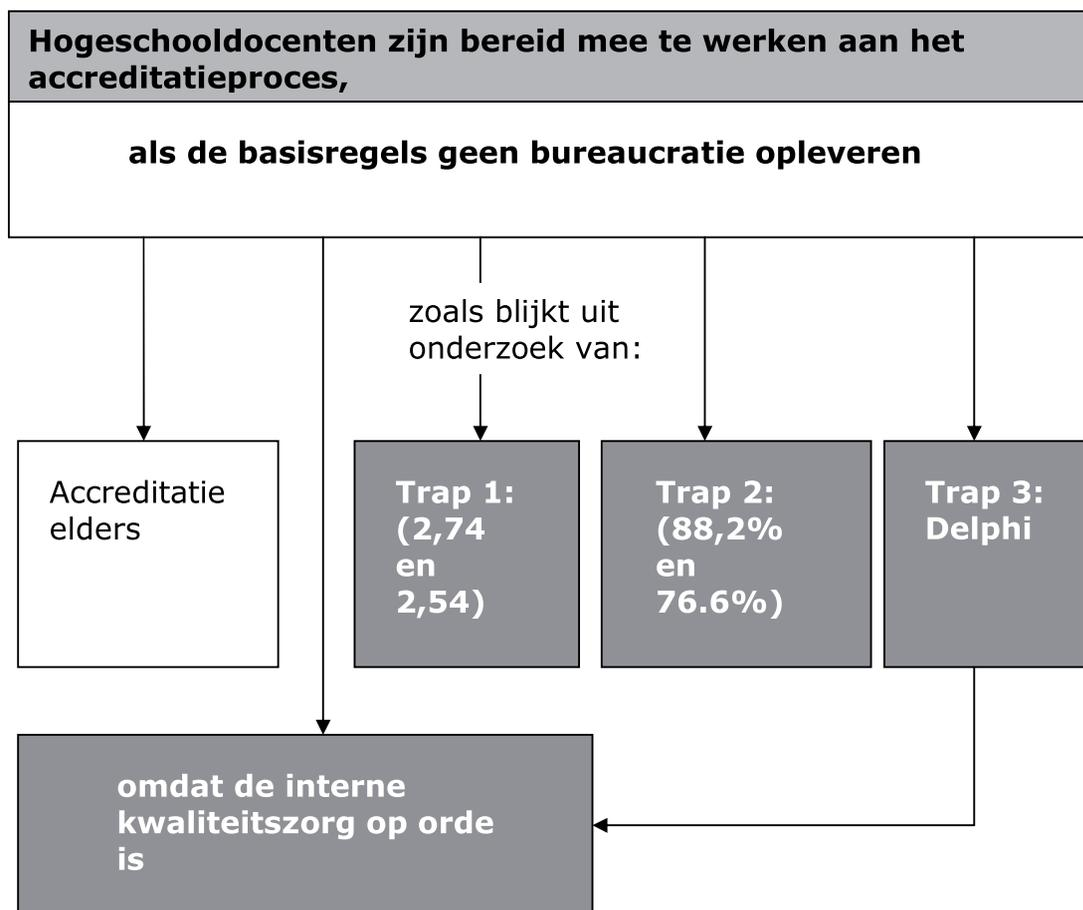 Hogeschooldocenten zijn bereid mee te werken aan het
accreditatieproces,
als de basisregels geen bureaucratie opleveren
zoals blijkt uit
onderzoek van:
Accreditatie
elders
Trap 1:
(2,74
en
2,54)
Trap 2:
(88,2%
en
76.6%)
Trap 3:
Delphi
omdat de interne
kwaliteitszorg op orde
is